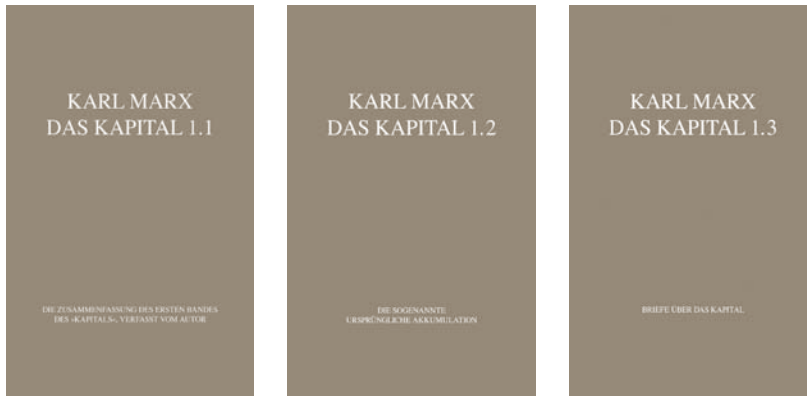 KARL MARX
DAS KAPITAL 1.1
DIE ZUSAMMENFASSUNG DES ERSTEN BANDES
DES «KAPITALS», VERFASST VOM AUTOR
KARL MARX
DAS KAPITAL 1.2
DIE SOGENANNTE
URSPRÜNGLICHE AKKUMULATION
KARL MARX
DAS KAPITAL 1.3
BRIEFE ÜBER DAS KAPITAL